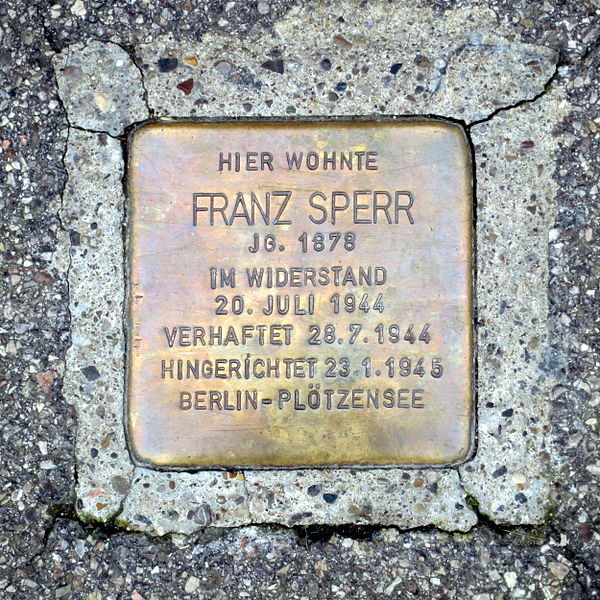 HIER WOHNTE
FRANZ SPERR
JG. 1878
IM WIDERSTAND
20. JULI 1944
VERHAFTET 28.7.1944
HINGERICHTET 23.1.1945
BERLIN-PLÖTZENSEE